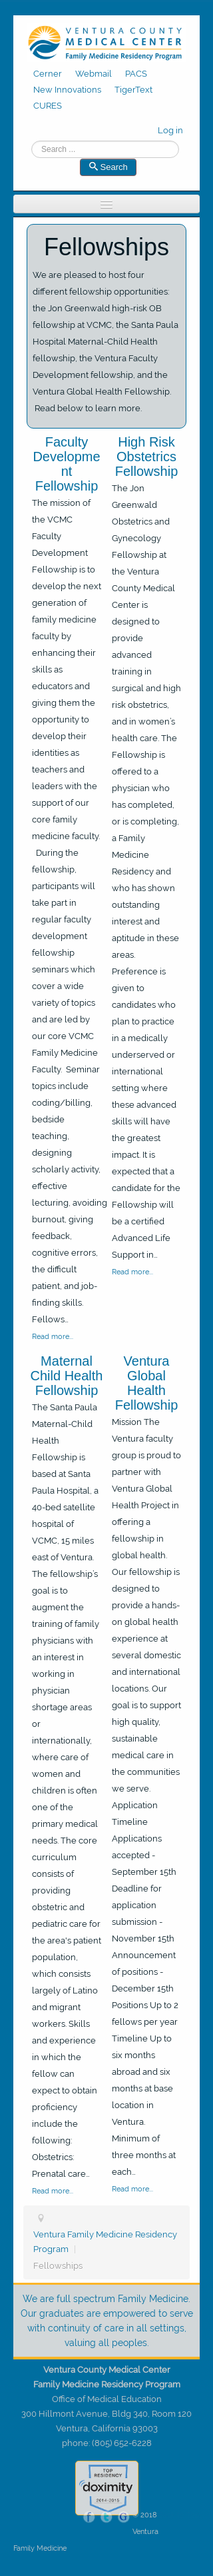 VENTURA COUNTY
MEDICAL CENTER
Family Medicine Residency Program
Cerner Webmail PACS
New Innovations TigerText
CURES
Log in
Search ...
Search
Fellowships
We are pleased to host four
different fellowship opportunities:
the Jon Greenwald high-risk OB
fellowship at VCMC, the Santa Paula
Hospital Maternal-Child Health
fellowship, the Ventura Faculty
Development fellowship, and the
Ventura Global Health Fellowship.
Read below to learn more.
Faculty
Developme
nt
Fellowship
The mission of
the VCMC
Faculty
Development
Fellowship is to
develop the next
generation of
family medicine
faculty by
enhancing their
skills as
educators and
giving them the
opportunity to
develop their
identities as
teachers and
leaders with the
support of our
core family
medicine faculty.
During the
fellowship,
participants will
take part in
regular faculty
development
fellowship
seminars which
cover a wide
variety of topics
and are led by
our core VCMC
Family Medicine
Faculty. Seminar
topics include
coding/billing,
bedside
teaching,
designing
scholarly activity,
effective
lecturing, avoiding
burnout, giving
feedback,
cognitive errors,
the difficult
patient, and job-
finding skills.
Fellows...
Read more...
High Risk
Obstetrics
Fellowship
The Jon
Greenwald
Obstetrics and
Gynecology
Fellowship at
the Ventura
County Medical
Center is
designed to
provide
advanced
training in
surgical and high
risk obstetrics,
and in women's
health care. The
Fellowship is
offered to a
physician who
has completed,
or is completing,
a Family
Medicine
Residency and
who has shown
outstanding
interest and
aptitude in these
areas.
Preference is
given to
candidates who
plan to practice
in a medically
underserved or
international
setting where
these advanced
skills will have
the greatest
impact. It is
expected that a
candidate for the
Fellowship will
be a certified
Advanced Life
Support in...
Read more...
Maternal
Child Health
Fellowship
The Santa Paula
Maternal-Child
Health
Fellowship is
based at Santa
Paula Hospital, a
40-bed satellite
hospital of
VCMC, 15 miles
east of Ventura.
The fellowship's
goal is to
augment the
training of family
physicians with
an interest in
working in
physician
shortage areas
or
internationally,
where care of
women and
children is often
one of the
primary medical
needs. The core
curriculum
consists of
providing
obstetric and
pediatric care for
the area's patient
population,
which consists
largely of Latino
and migrant
workers. Skills
and experience
in which the
fellow can
expect to obtain
proficiency
include the
following:
Obstetrics:
Prenatal care...
Read more...
Ventura
Global
Health
Fellowship
Mission The
Ventura faculty
group is proud to
partner with
Ventura Global
Health Project in
offering a
fellowship in
global health.
Our fellowship is
designed to
provide a hands-
on global health
experience at
several domestic
and international
locations. Our
goal is to support
high quality,
sustainable
medical care in
the communities
we serve.
Application
Timeline
Applications
accepted -
September 15th
Deadline for
application
submission -
November 15th
Announcement
of positions -
December 15th
Positions Up to 2
fellows per year
Timeline Up to
six months
abroad and six
months at base
location in
Ventura.
Minimum of
three months at
each...
Read more...
Ventura Family Medicine Residency
Program
Fellowships
We are full spectrum Family Medicine.
Our graduates are empowered to serve
with continuity of care in all settings,
valuing all peoples.
Ventura County Medical Center
Family Medicine Residency Program
Office of Medical Education
300 Hillmont Avenue, Bldg 340, Room 120
Ventura, California 93003
phone: (805) 652-6228
TOP
RESIDENCY
doximity
2014-2015
2018
Ventura
Family Medicine